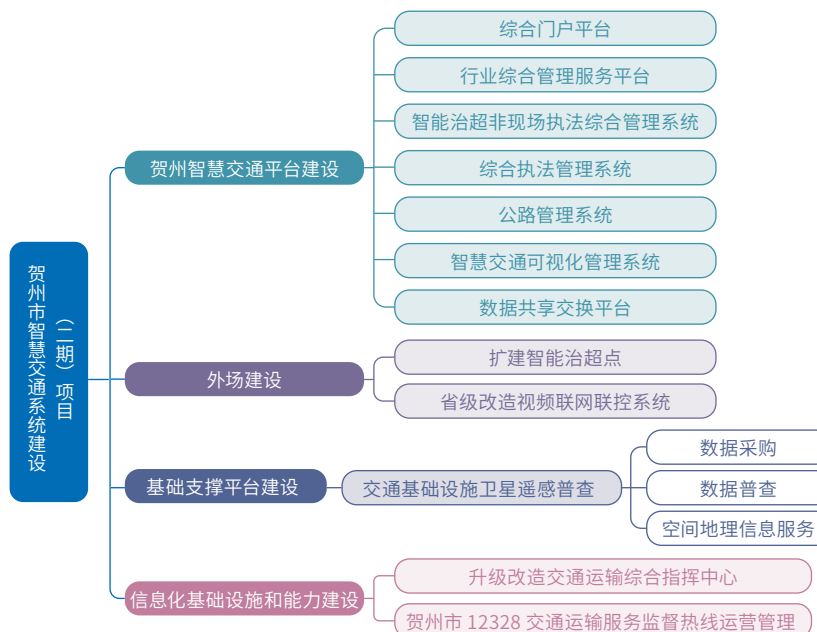 贺州市智慧交通系统建设
（二期）项目
贺州智慧交通平台建设
综合门户平台
行业综合管理服务平台
智能治超非现场执法综合管理系统
综合执法管理系统
公路管理系统
智慧交通可视化管理系统
数据共享交换平台
外场建设
扩建智能治超点
省级改造视频联网联控系统
基础支撑平台建设
交通基础设施卫星遥感普查
数据采购
数据普查
空间地理信息服务
信息化基础设施和能力建设
升级改造交通运输综合指挥中心
贺州市 12328 交通运输服务监督热线运营管理